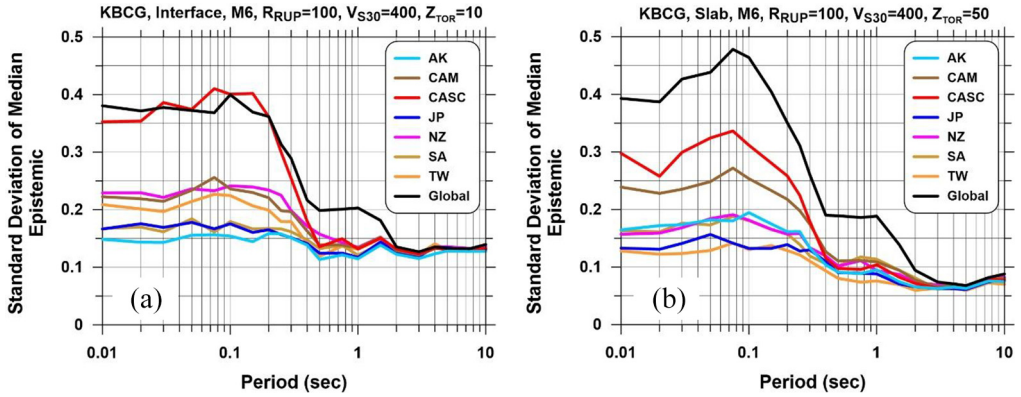 KBCG, Interface, M6, RRUP=100, VS30=400, ZTOR=10
Standard Deviation of Median
Epistemic
0.5
0.4
0.3
0.2
0.1
0
AK
CAM
CASC
JP
NZ
SA
TW
Global
(a)
0.01
0.1
1
10
Period (sec)
KBCG, Slab, M6, RRUP=100, VS30=400, ZTOR=50
Standard Deviation of Median
Epistemic
0.5
0.4
0.3
0.2
0.1
0
AK
CAM
CASC
JP
NZ
SA
TW
Global
(b)
0.01
0.1
1
10
Period (sec)